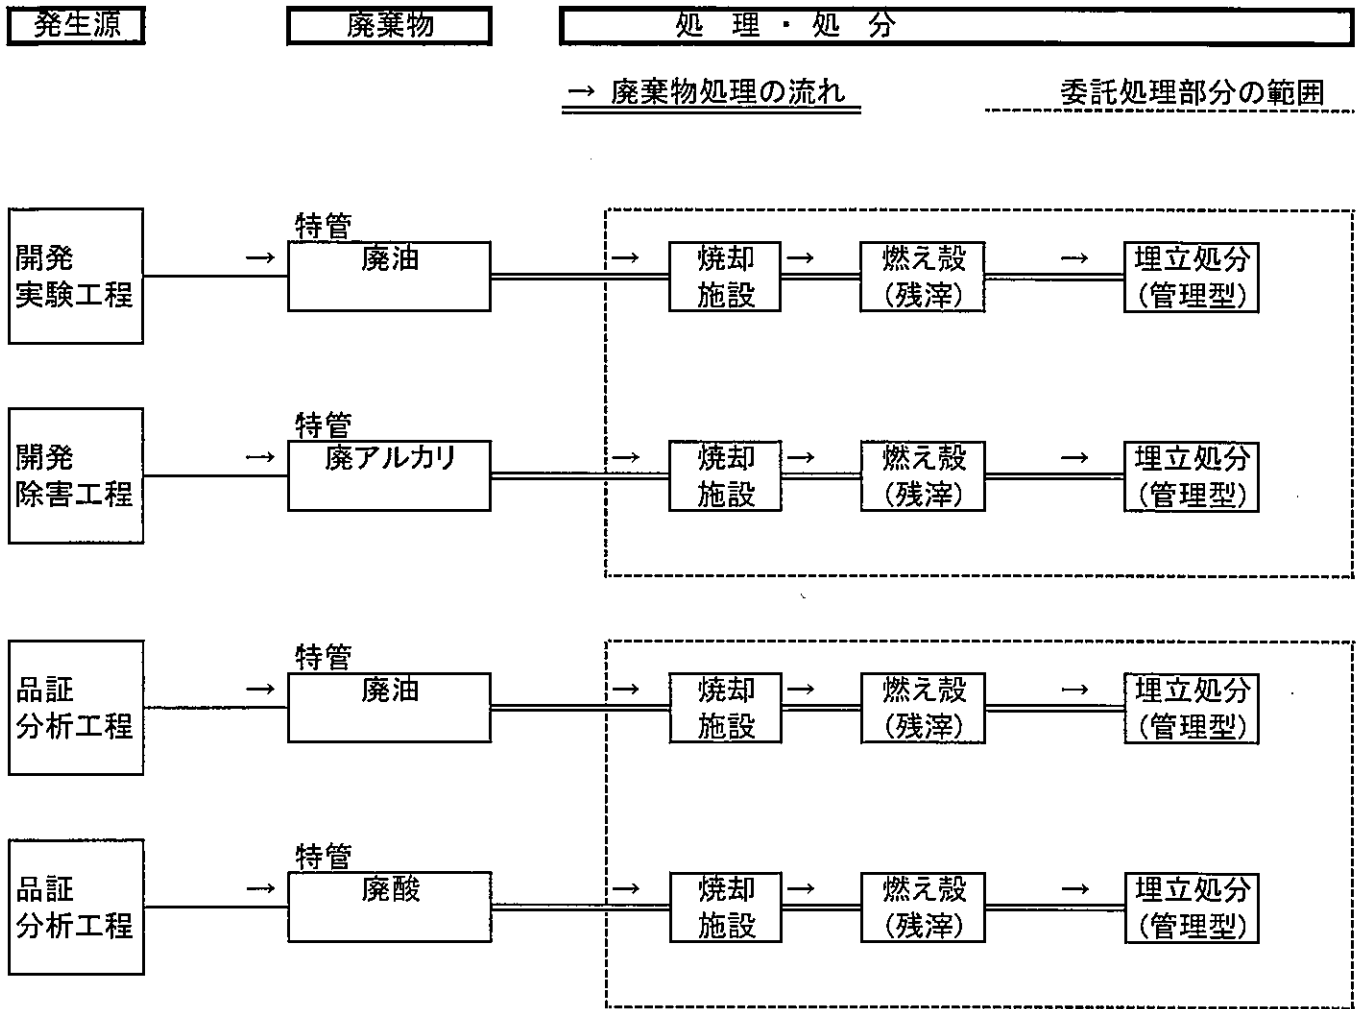 発生源
廃棄物
処 理 ・ 処 分
→ 廃棄物処理の流れ
委託処理部分の範囲
開発
実験工程
→
特管
廃油
→
焼却
施設
→
燃え殻
(残滓)
→
埋立処分
(管理型)
開発
除害工程
→
特管
廃アルカリ
→
焼却
施設
→
燃え殻
(残滓)
→
埋立処分
(管理型)
品証
分析工程
→
特管
廃油
→
焼却
施設
→
燃え殻
(残滓)
→
埋立処分
(管理型)
品証
分析工程
→
特管
廃酸
→
焼却
施設
→
燃え殻
(残滓)
→
埋立処分
(管理型)